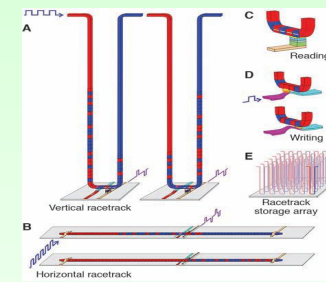 A
Vertical racetrack
B
Horizontal racetrack
C
Reading
D
Writing
E
Racetrack
storage array